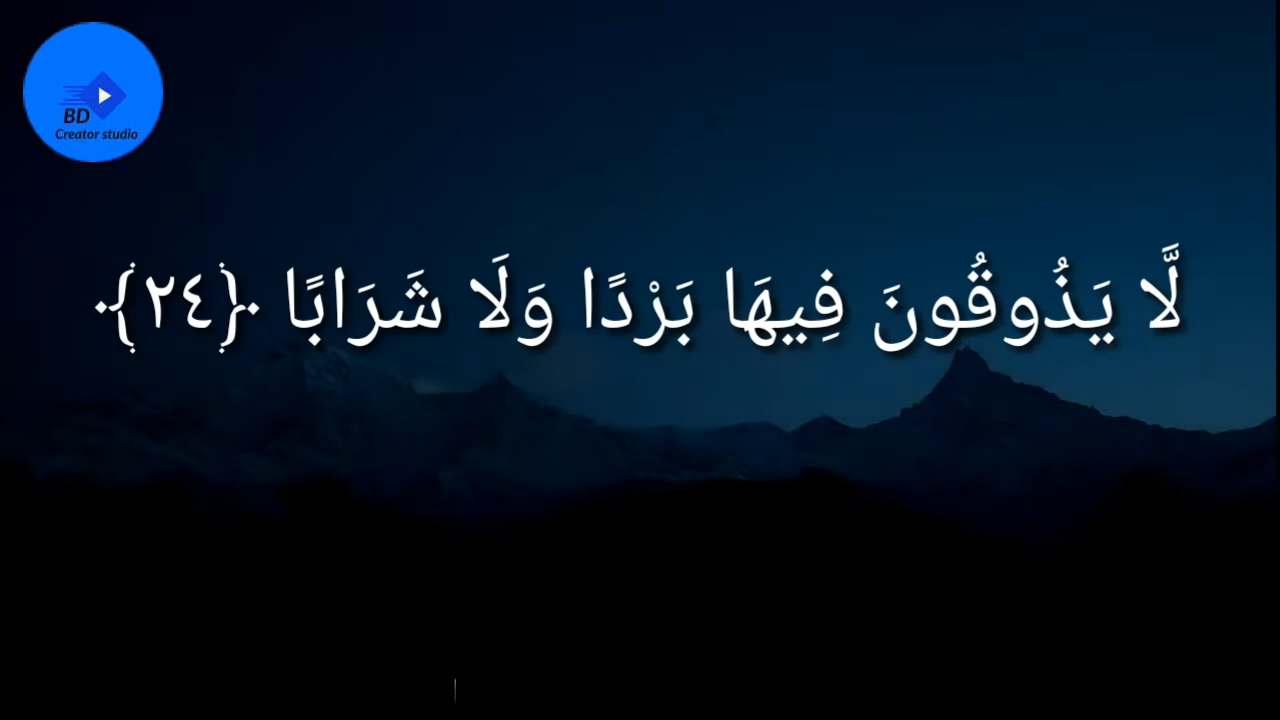 BD
Creator studio
لَّا يَذُوقُونَ فِيهَا بَرْدًا وَلَا شَرَابًا ﴿٢٤﴾